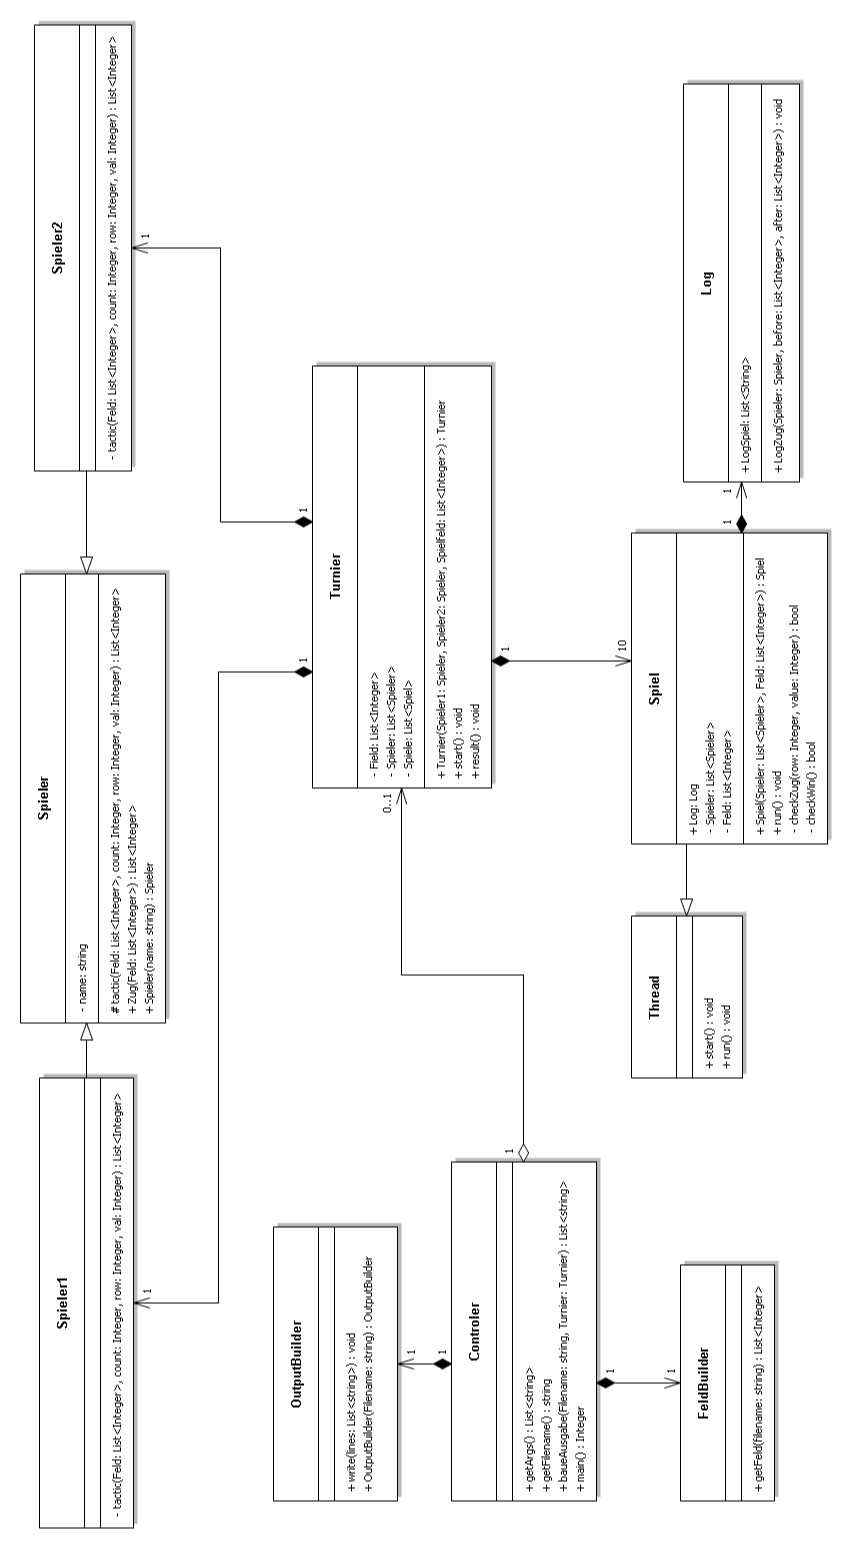 Spieler1
- tactic(Feld: List<Integer>, count: Integer, row: Integer, val: Integer) : List<Integer>
Spieler
- name: string
# tactic(Feld: List<Integer>, count: Integer, row: Integer, val: Integer) : List<Integer>
+ Zug(Feld: List<Integer>) : List<Integer>
+ Spieler(name: string) : Spieler
Spieler2
- tactic(Feld: List<Integer>, count: Integer, row: Integer, val: Integer) : List<Integer>
1
1
OutputBuilder
+ write(lines: List<string>) : void
+ OutputBuilder(Filename: string) : OutputBuilder
1
1
1
1
Turnier
- Field: List<Integer>
- Spieler: List<Spieler>
- Spiele: List<Spiel>
+ Turnier(Spieler1: Spieler, Spieler2: Spieler, Spielfeld: List<Integer>) : Turnier
+ start() : void
+ result() : void
0..1
1
Controler
+ getArgs() : List<string>
+ getFilename() : string
+ baueAusgabe(Filename: string, Turnier: Turnier) : List<string>
+ main() : Integer
1
1
1
10
FeldBuilder
+ getFeld(filename: string) : List<Integer>
Thread
+ start() : void
+ run() : void
Spiel
+ Log: Log
- Spieler: List<Spieler>
- Feld: List<Integer>
+ Spiel(Spieler: List<Spieler>, Feld: List<Integer>) : Spiel
+ run() : void
- checkZug(row: Integer, value: Integer) : bool
- checkWin() : bool
1
1
Log
+ LogSpiel: List<String>
+ LogZug(Spieler: Spieler, before: List<Integer>, after: List<Integer>) : void